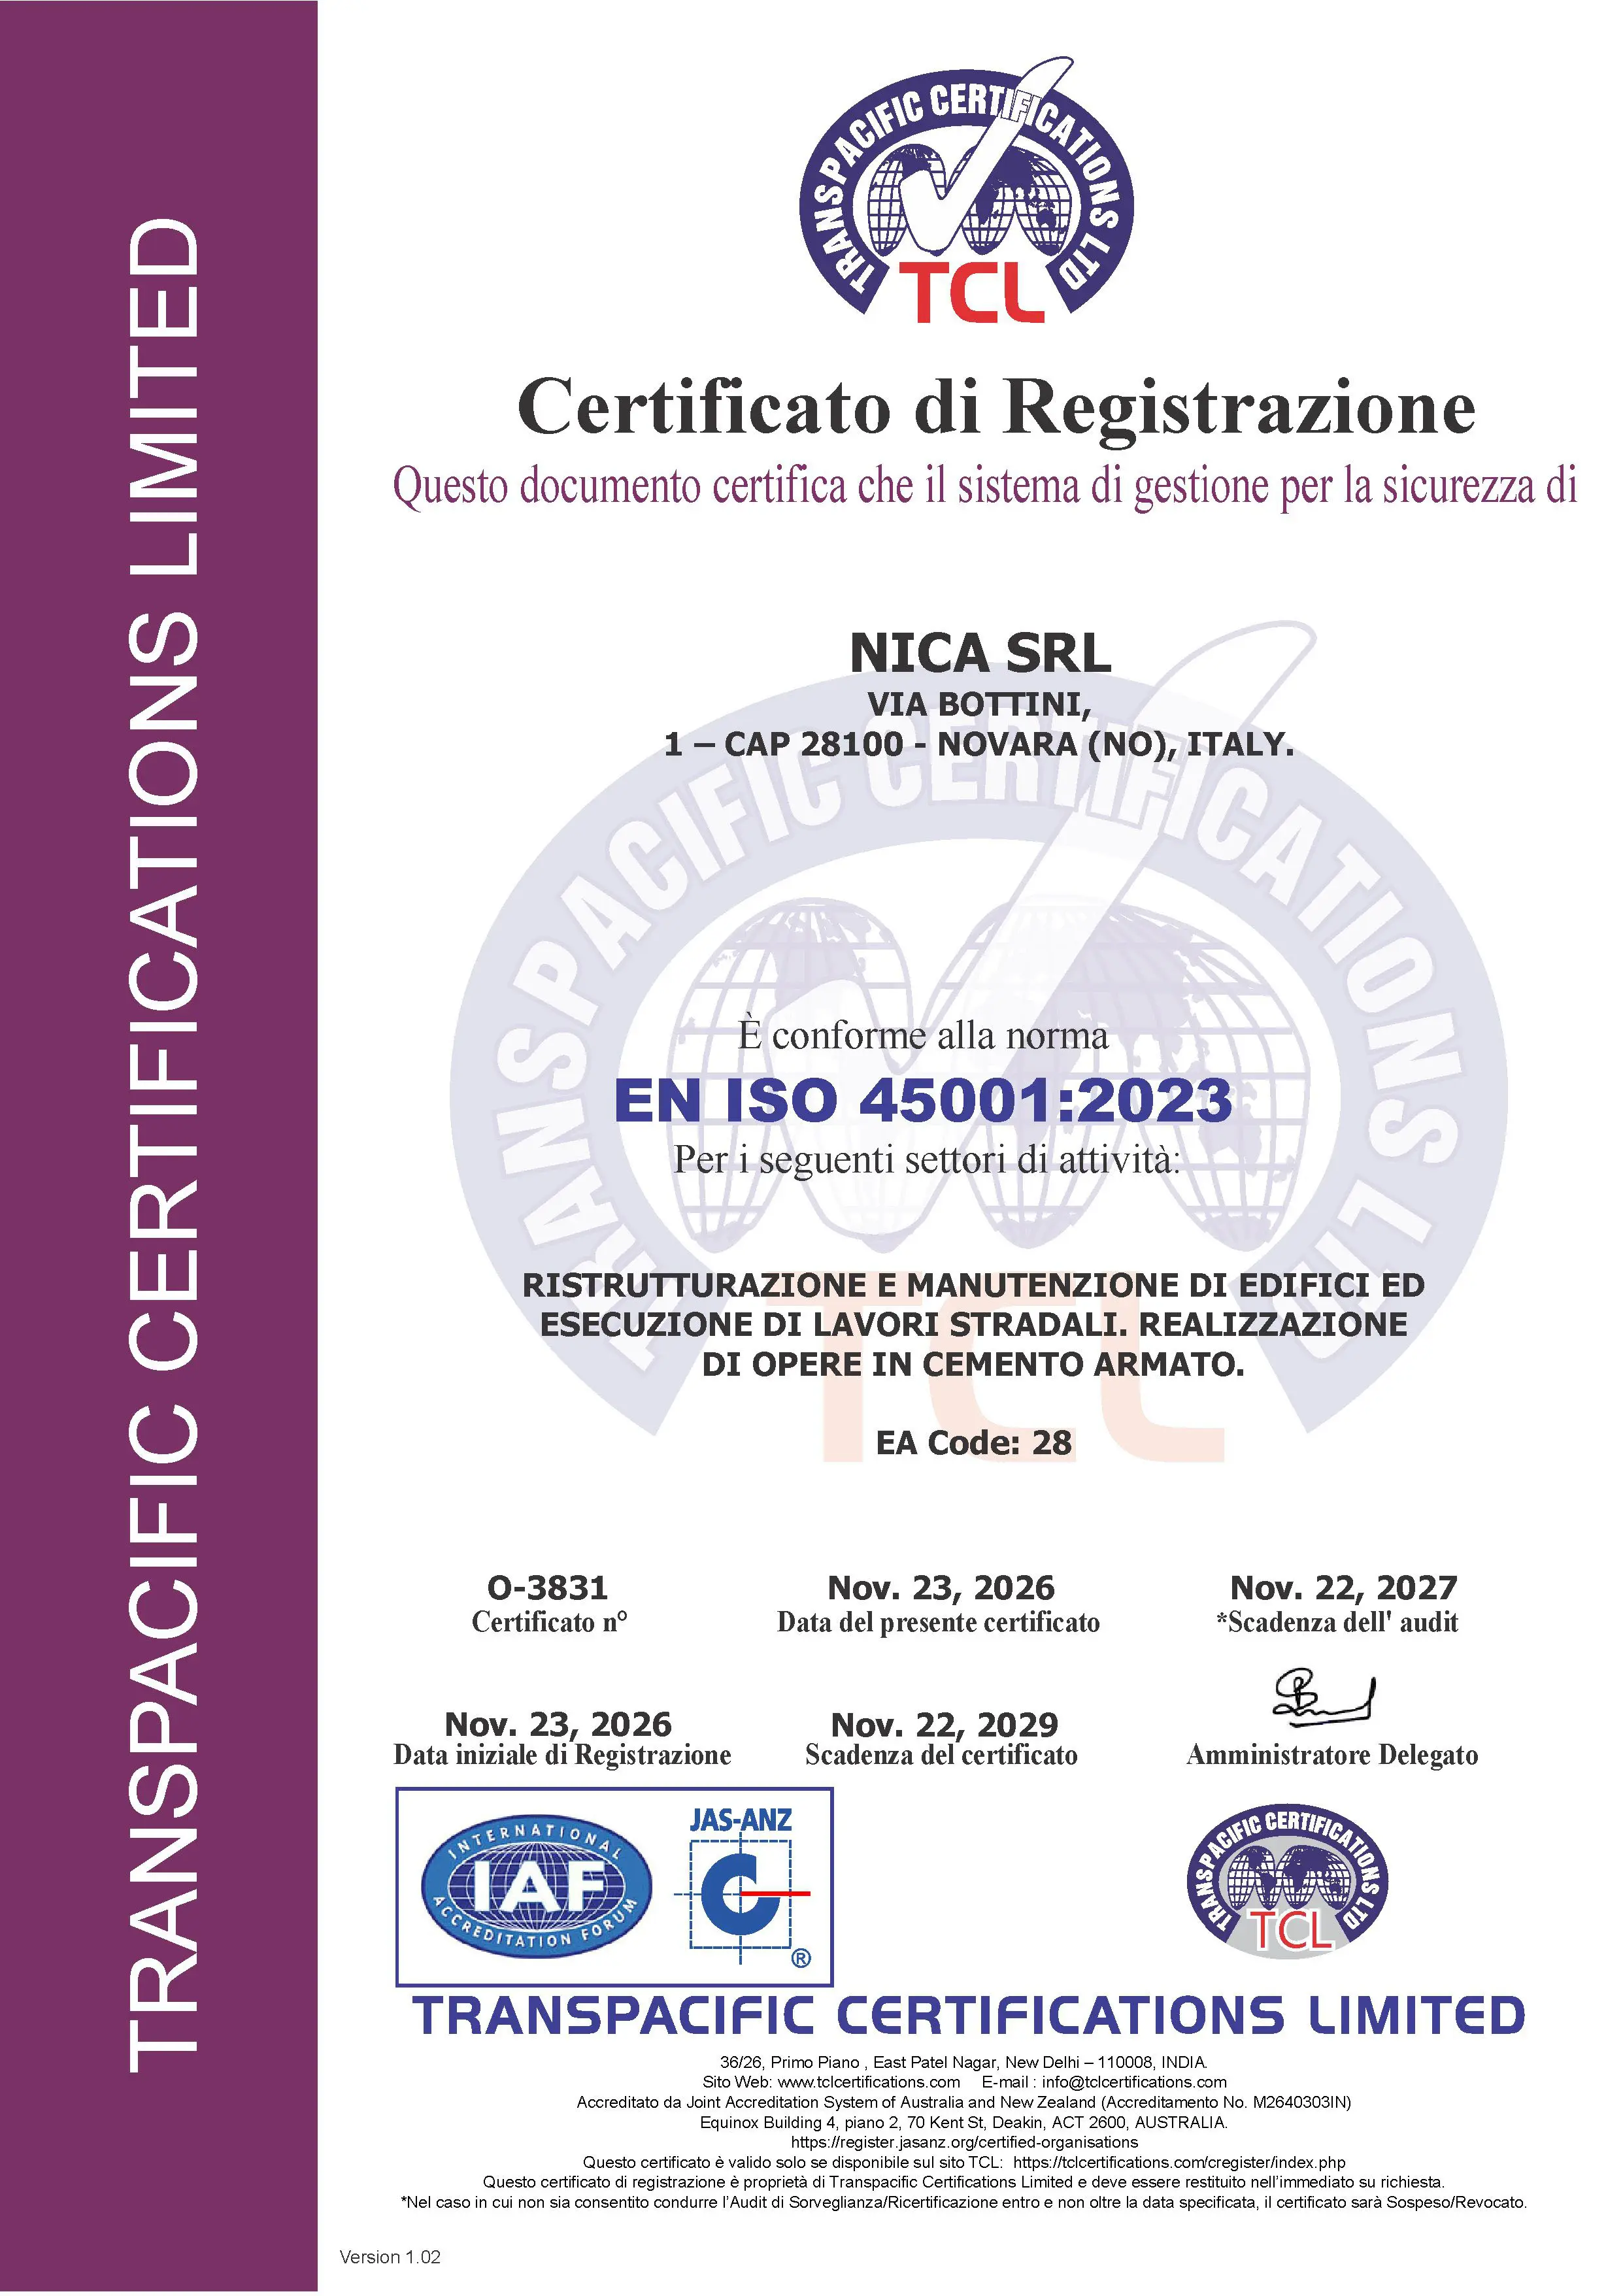 TRANSPACIFIC CERTIFICATIONS LIMITED
TRANSPACIFIC CERTIFICATIONS LTD
TCL
Certificato di Registrazione
Questo documento certifica che il sistema di gestione per la sicurezza di
NICA SRL
VIA BOTTINI,
1 – CAP 28100 - NOVARA (NO), ITALY.
TRANSPACIFIC CERTIFICATIONS LTD
TCL
È conforme alla norma
EN ISO 45001:2023
Per i seguenti settori di attività:
RISTRUTTURAZIONE E MANUTENZIONE DI EDIFICI ED
ESECUZIONE DI LAVORI STRADALI. REALIZZAZIONE
DI OPERE IN CEMENTO ARMATO.
EA Code: 28
O-3831 Nov. 23, 2026 Nov. 22, 2027
Certificato n° Data del presente certificato *Scadenza dell' audit
Nov. 23, 2026 Nov. 22, 2029
Data iniziale di Registrazione Scadenza del certificato Amministratore Delegato
INTERNATIONAL
IAF
ACCREDITATION FORUM
JAS-ANZ
®
TRANSPACIFIC CERTIFICATIONS LTD
TCL
TRANSPACIFIC CERTIFICATIONS LIMITED
36/26, Primo Piano , East Patel Nagar, New Delhi – 110008, INDIA.
Sito Web: www.tclcertifications.com E-mail : info@tclcertifications.com
Accreditato da Joint Accreditation System of Australia and New Zealand (Accreditamento No. M2640303IN)
Equinox Building 4, piano 2, 70 Kent St, Deakin, ACT 2600, AUSTRALIA.
https://register.jasanz.org/certified-organisations
Questo certificato è valido solo se disponibile sul sito TCL: https://tclcertifications.com/cregister/index.php
Questo certificato di registrazione è proprietà di Transpacific Certifications Limited e deve essere restituito nell'immediato su richiesta.
*Nel caso in cui non sia consentito condurre l'Audit di Sorveglianza/Ricertificazione entro e non oltre la data specificata, il certificato sarà Sospeso/Revocato.
Version 1.02